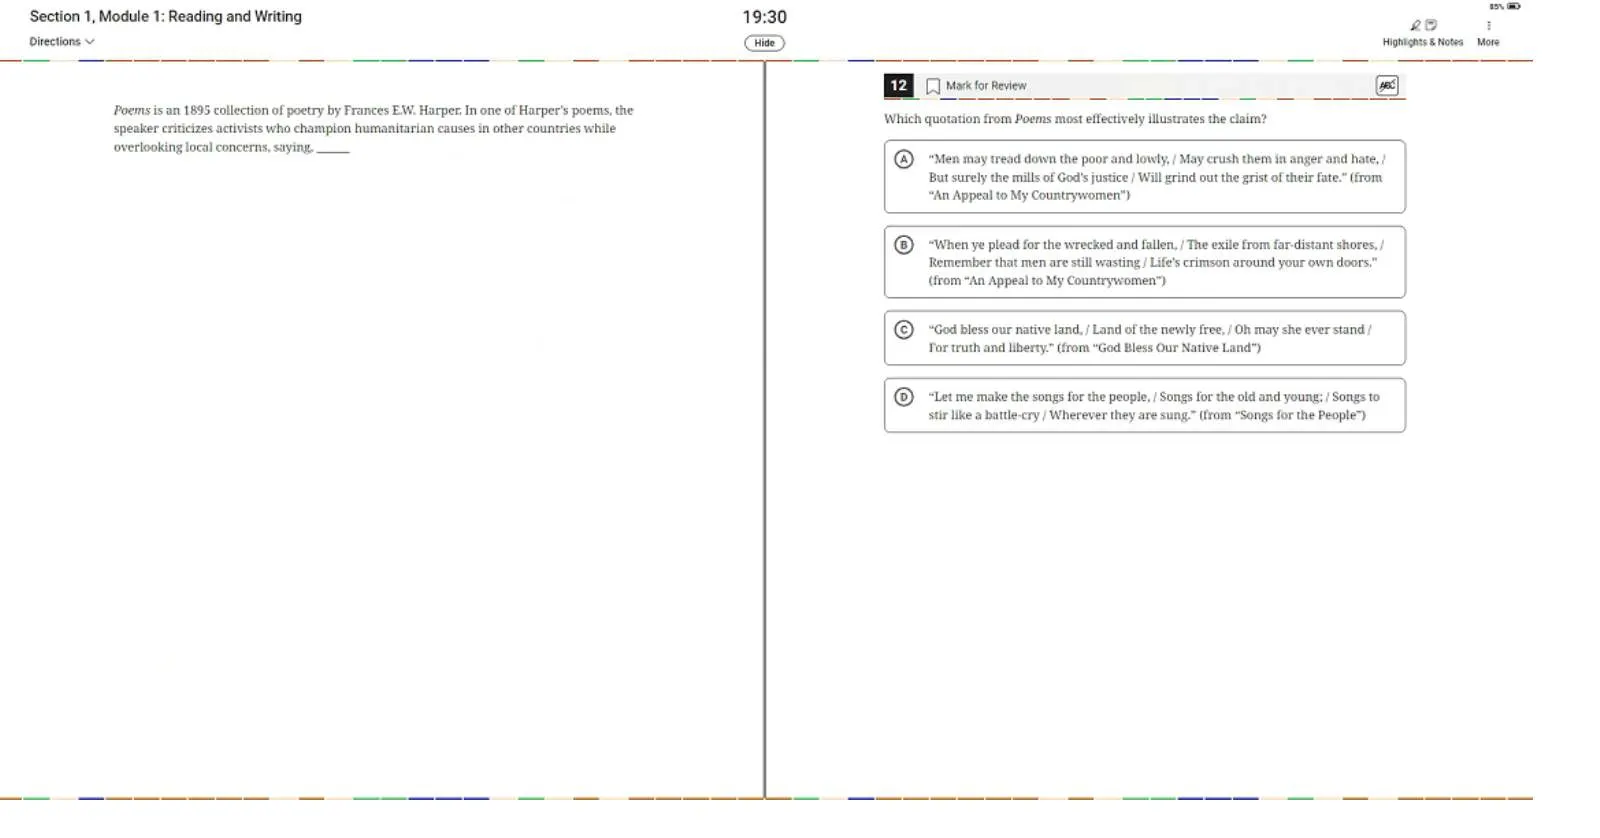 Section 1, Module 1: Reading and Writing
Directions
19:30
Hide
85%
Highlights & Notes
More
Poems is an 1895 collection of poetry by Frances E.W. Harper. In one of Harper's poems, the
speaker criticizes activists who champion humanitarian causes in other countries while
overlooking local concerns, saying, _____
12
Mark for Review
ABC
Which quotation from Poems most effectively illustrates the claim?
A
“Men may tread down the poor and lowly, / May crush them in anger and hate, /
But surely the mills of God's justice / Will grind out the grist of their fate.” (from
“An Appeal to My Countrywomen”)
B
“When ye plead for the wrecked and fallen, / The exile from far-distant shores, /
Remember that men are still wasting / Life's crimson around your own doors.”
(from “An Appeal to My Countrywomen”)
C
“God bless our native land, / Land of the newly free, / Oh may she ever stand /
For truth and liberty.” (from “God Bless Our Native Land”)
D
“Let me make the songs for the people, / Songs for the old and young; / Songs to
stir like a battle-cry / Wherever they are sung.” (from “Songs for the People”)